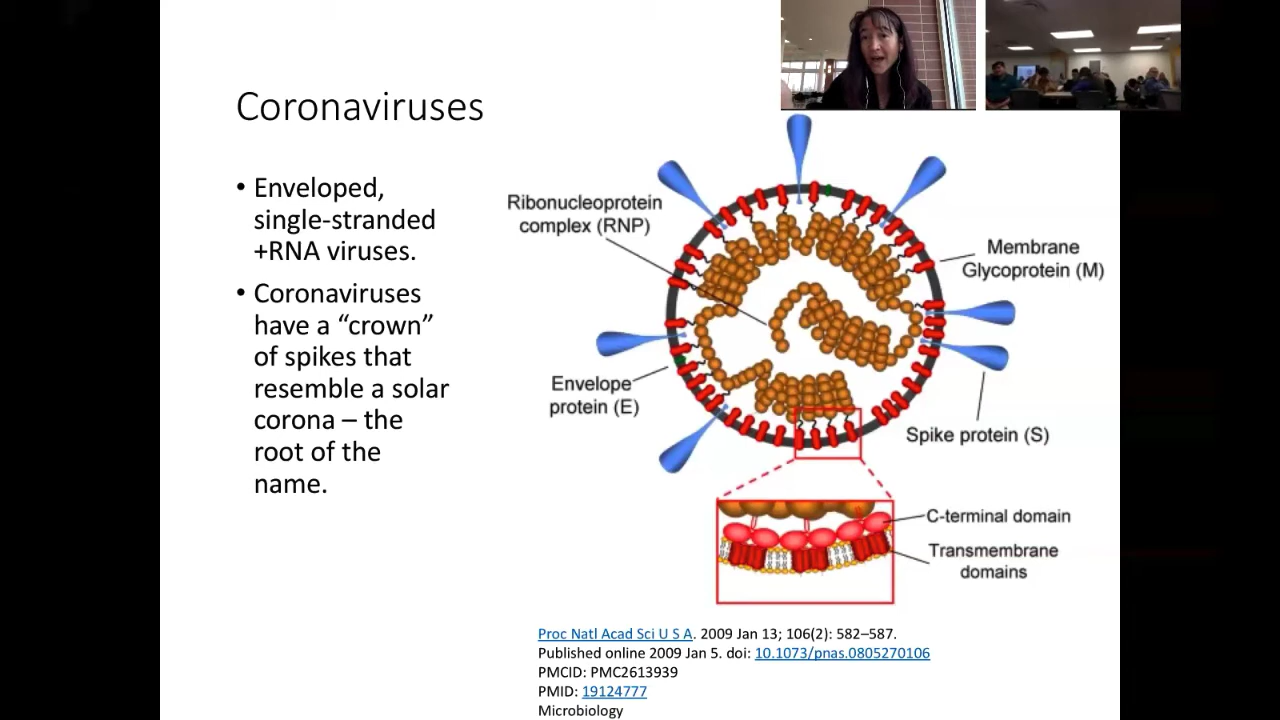 Coronaviruses
• Enveloped,
single-stranded
+RNA viruses.
• Coronaviruses
have a “crown”
of spikes that
resemble a solar
corona – the
root of the
name.
Ribonucleoprotein
complex (RNP)
Membrane
Glycoprotein (M)
Envelope
protein (E)
Spike protein (S)
C-terminal domain
Transmembrane
domains
Proc Natl Acad Sci U S A. 2009 Jan 13; 106(2): 582–587.
Published online 2009 Jan 5. doi: 10.1073/pnas.0805270106
PMCID: PMC2613939
PMID: 19124777
Microbiology